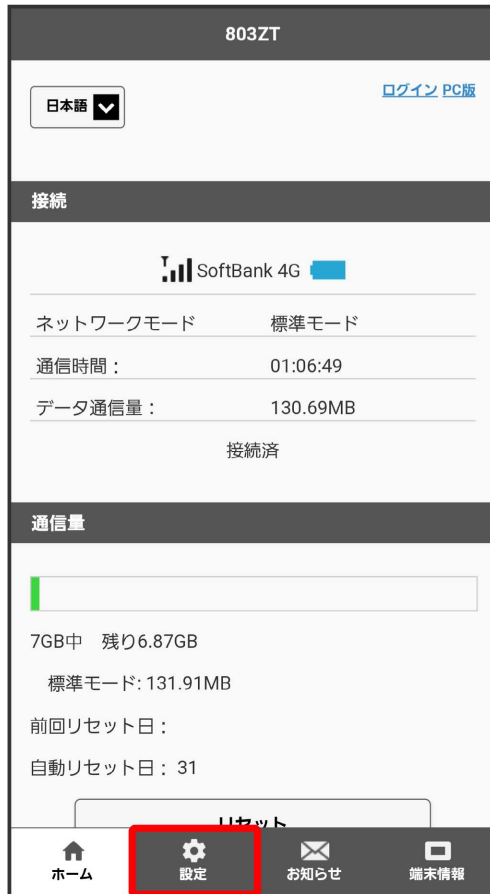 803ZT
日本語
ログイン PC版
接続
SoftBank 4G
ネットワークモード 標準モード
通信時間： 01:06:49
データ通信量： 130.69MB
接続済
通信量
7GB中 残り6.87GB
標準モード: 131.91MB
前回リセット日：
自動リセット日： 31
リセット
ホーム 設定 お知らせ 端末情報